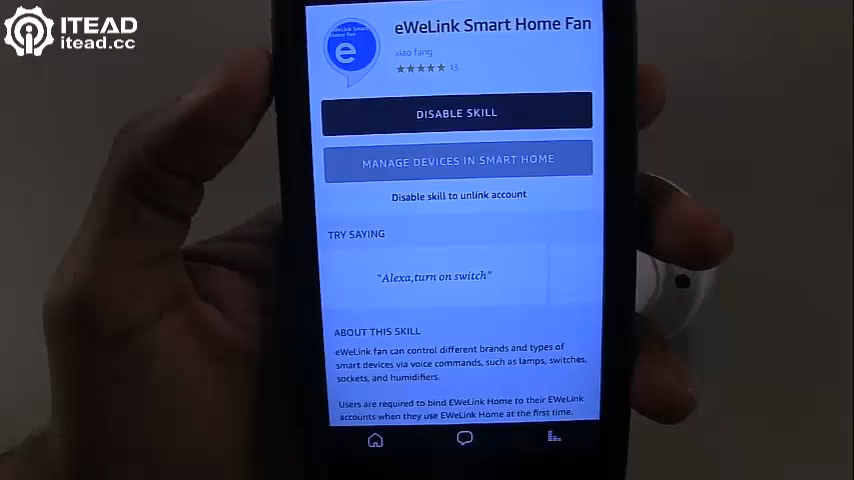 ITEAD
itead.cc
eWeLink Smart Home Fan
e
eWeLink Smart Home Fan
xiao fang
13
DISABLE SKILL
MANAGE DEVICES IN SMART HOME
Disable skill to unlink account
TRY SAYING
"Alexa,turn on switch"
ABOUT THIS SKILL
eWeLink fan can control different brands and types of
smart devices via voice commands, such as lamps, switches,
sockets, and humidifiers.
Users are required to bind EWeLink Home to their EWeLink
accounts when they use EWeLink Home at the first time.